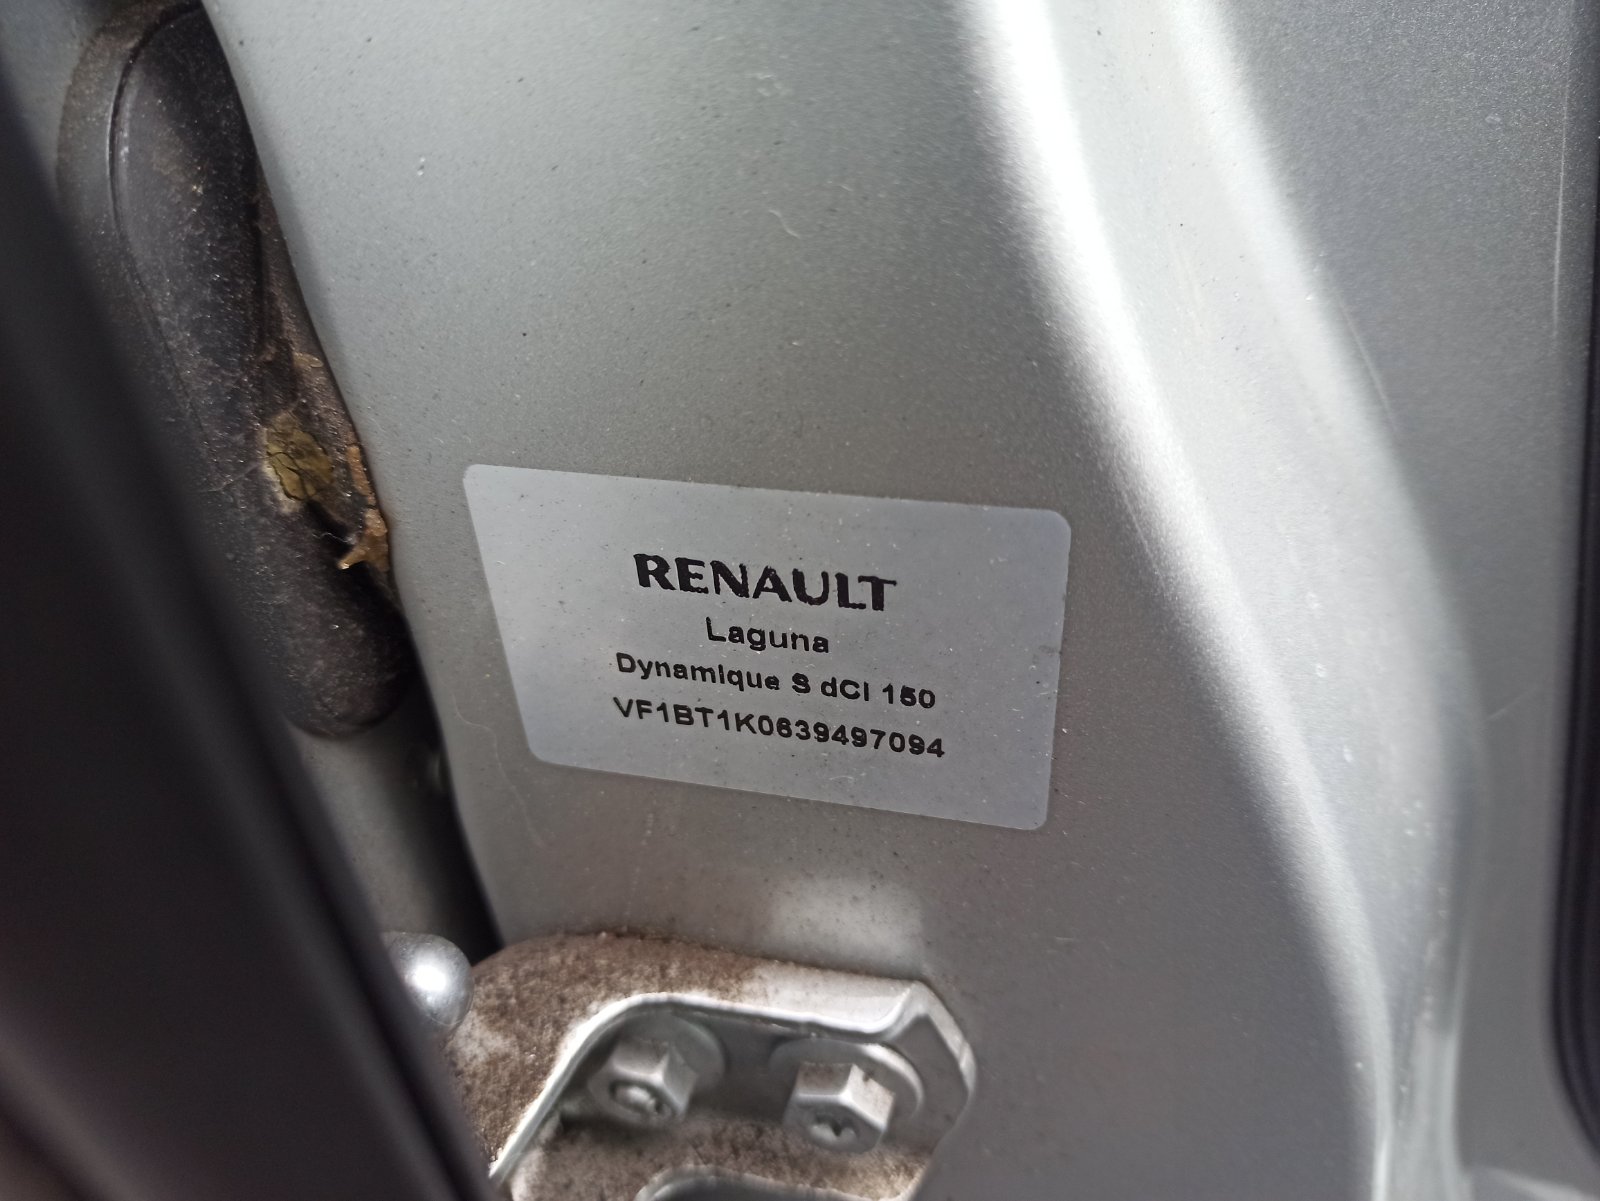 RENAULT
Laguna
Dynamique S dCi 150
VF1BT1K0639497094